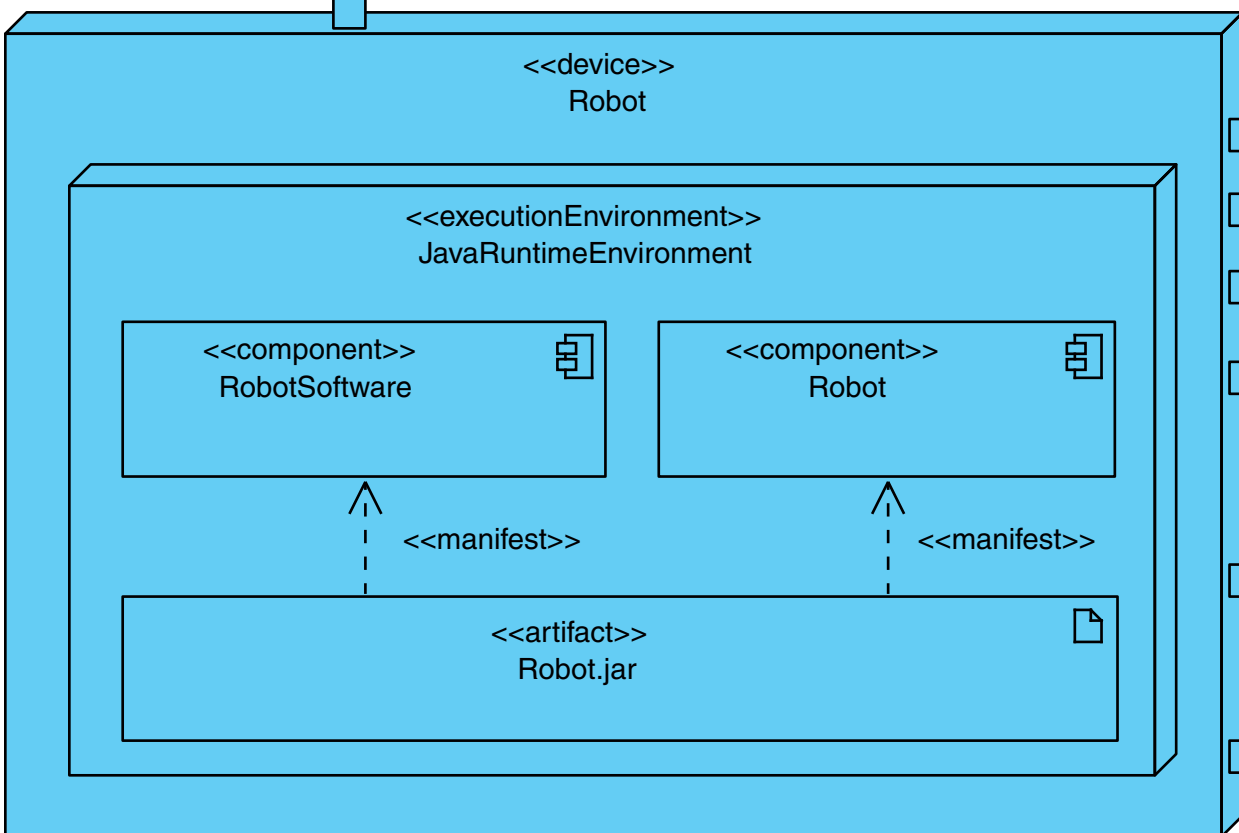 <<device>>
Robot
<<executionEnvironment>>
JavaRuntimeEnvironment
<<component>>
RobotSoftware
<<component>>
Robot
<<manifest>>
<<manifest>>
<<artifact>>
Robot.jar